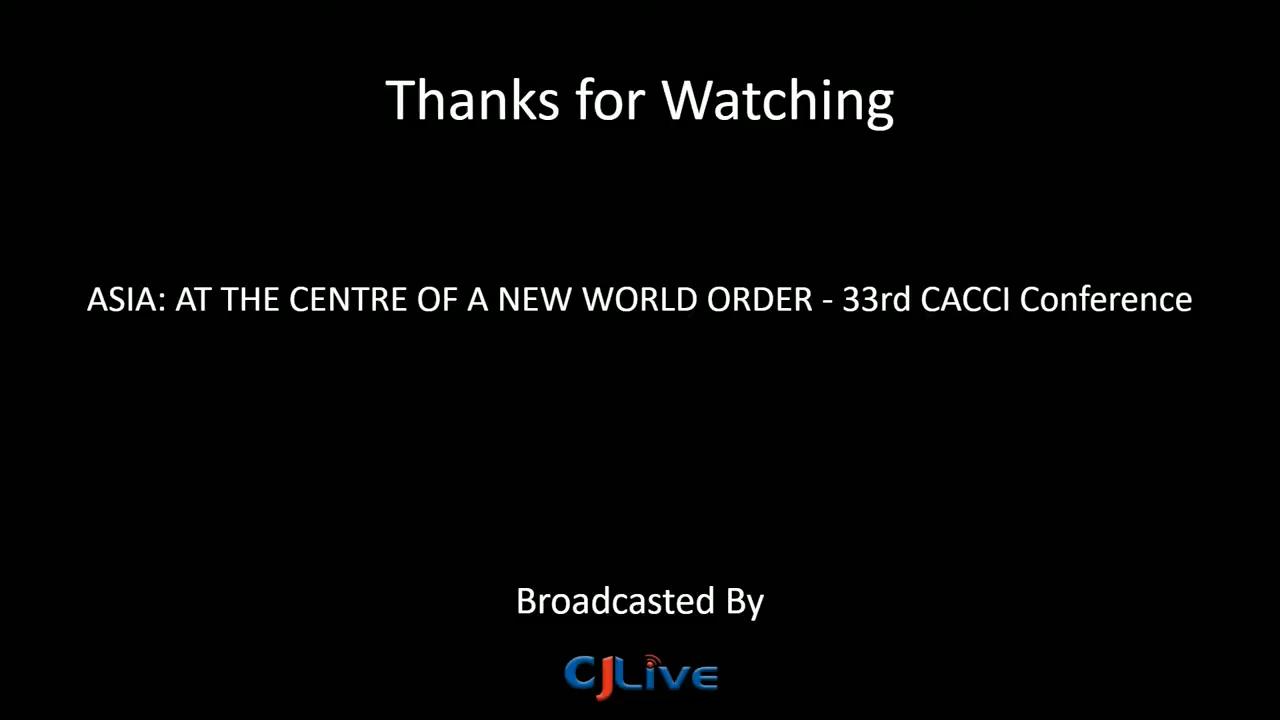 Thanks for Watching
ASIA: AT THE CENTRE OF A NEW WORLD ORDER - 33rd CACCI Conference
Broadcasted By
CJLive